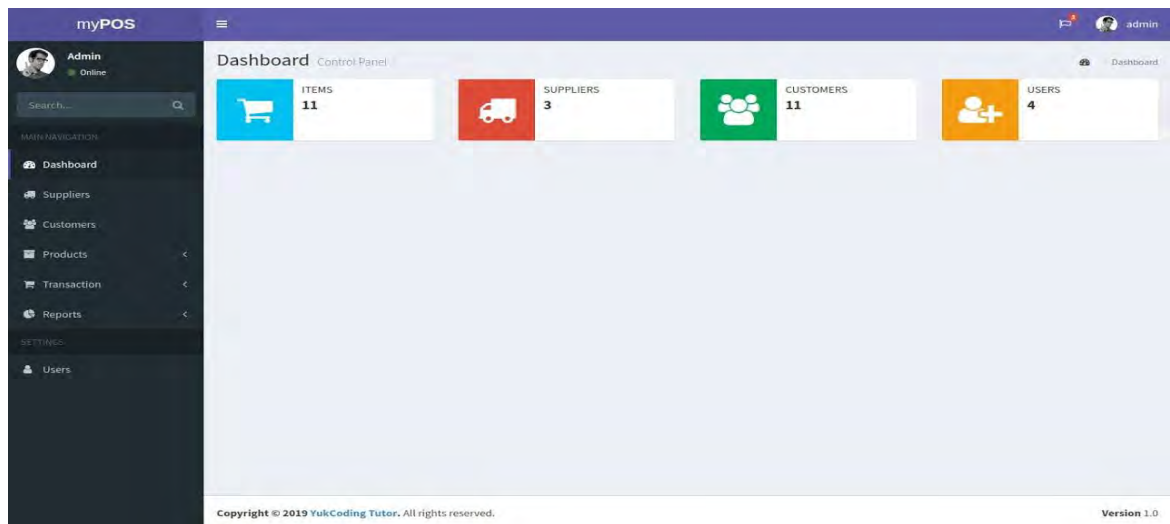 myPOS
admin
Admin
Online
Search...
MAIN NAVIGATION
Dashboard
Suppliers
Customers
Products
Transaction
Reports
SETTINGS
Users
Dashboard Control Panel
Dashboard
ITEMS
11
SUPPLIERS
3
CUSTOMERS
11
USERS
4
Copyright © 2019 YukCoding Tutor. All rights reserved.
Version 1.0